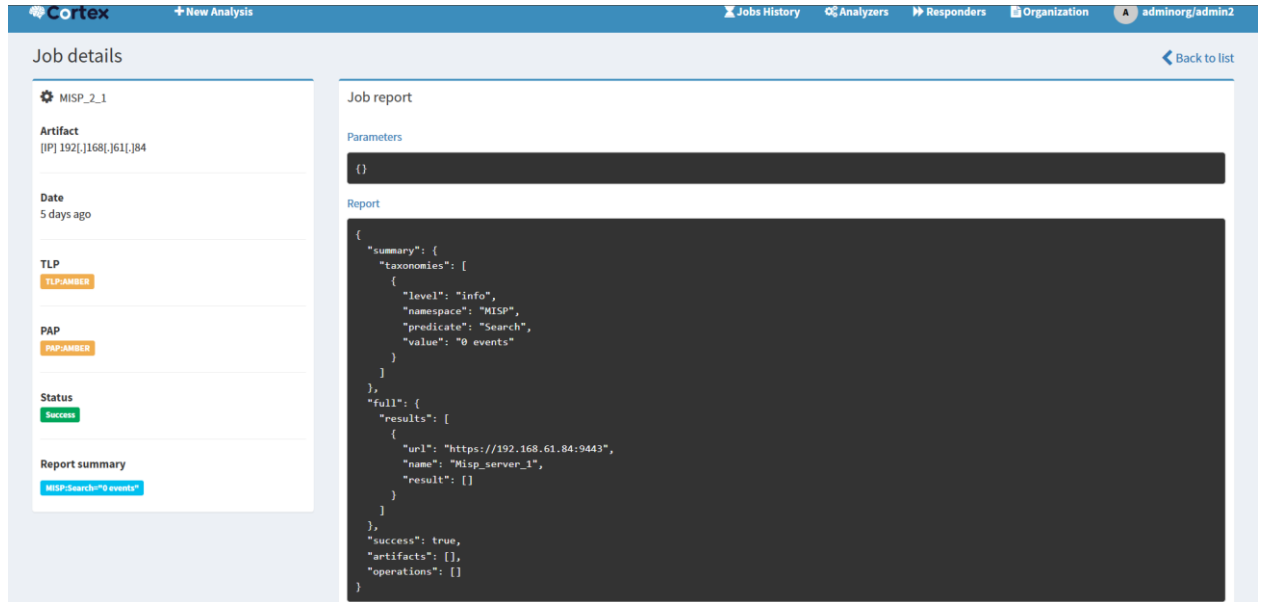 Cortex + New Analysis Jobs History Analyzers Responders Organization A adminorg/admin2
Job details
Back to list
MISP_2_1
Artifact
[IP] 192[.]168[.]61[.]84
Date
5 days ago
TLP
TLP:AMBER
PAP
PAP:AMBER
Status
Success
Report summary
MISP:Search="0 events"
Job report
Parameters
{}
Report
{
  "summary": {
    "taxonomies": [
      {
        "level": "info",
        "namespace": "MISP",
        "predicate": "Search",
        "value": "0 events"
      }
    ]
  },
  "full": {
    "results": [
      {
        "url": "https://192.168.61.84:9443",
        "name": "Misp_server_1",
        "result": []
      }
    ]
  },
  "success": true,
  "artifacts": [],
  "operations": []
}